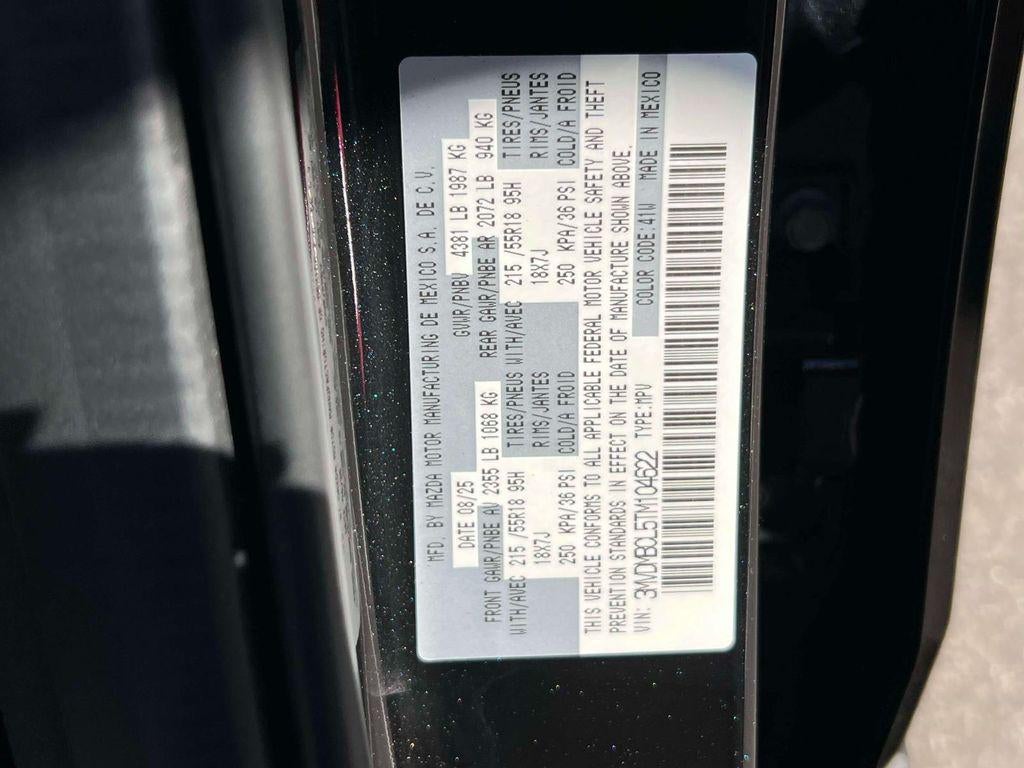 MFD. BY MAZDA MOTOR MANUFACTURING DE MEXICO S.A. DE C.V.
DATE 08/25 GVWR/PNBV 4381 LB 1987 KG
FRONT GAWR/PNBE AV 2355 LB 1068 KG REAR GAWR/PNBE AR 2072 LB 940 KG
WITH/AVEC 215 /55R18 95H TIRES/PNEUS WITH/AVEC 215 /55R18 95H TIRES/PNEUS
18X7J RIMS/JANTES 18X7J RIMS/JANTES
250 KPA/36 PSI COLD/A FROID 250 KPA/36 PSI COLD/A FROID
THIS VEHICLE CONFORMS TO ALL APPLICABLE FEDERAL MOTOR VEHICLE SAFETY AND THEFT
PREVENTION STANDARDS IN EFFECT ON THE DATE OF MANUFACTURE SHOWN ABOVE.
VIN: 3MVDMBCL5TM104522 TYPE:MPV COLOR CODE:41W MADE IN MEXICO